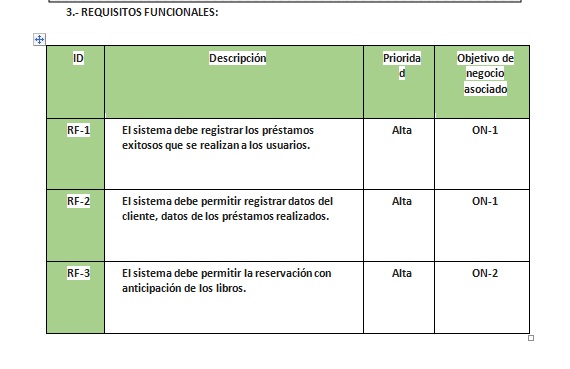 3.- REQUISITOS FUNCIONALES:
ID Descripción Priorida Objetivo de
d negocio
asociado
RF-1 El sistema debe registrar los préstamos Alta ON-1
exitosos que se realizan a los usuarios.
RF-2 El sistema debe permitir registrar datos del Alta ON-1
cliente, datos de los préstamos realizados.
RF-3 El sistema debe permitir la reservación con Alta ON-2
anticipación de los libros.